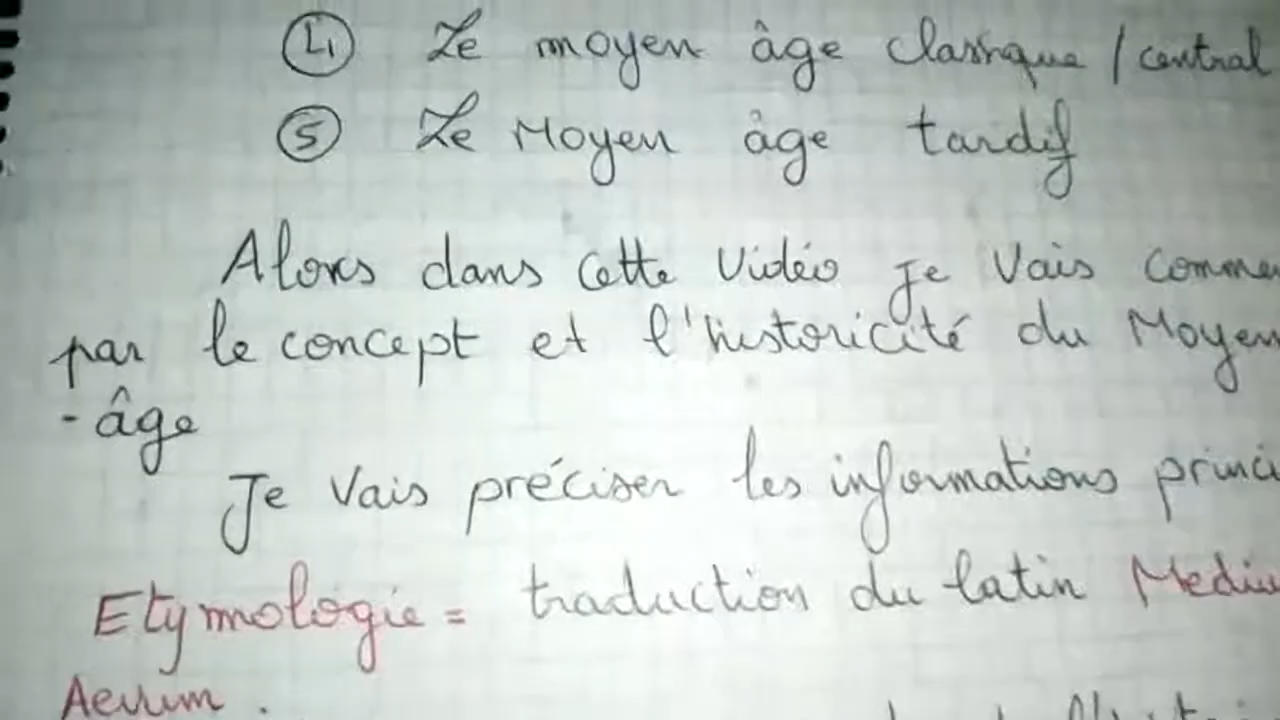 ④ Le moyen âge classique / central
⑤ Le Moyen âge tardif
Alors dans cette vidéo je vais comme
par le concept et l'historicité du Moyen
- âge
Je vais préciser les informations princi
Etymologie = traduction du latin Mediu
Aevum .